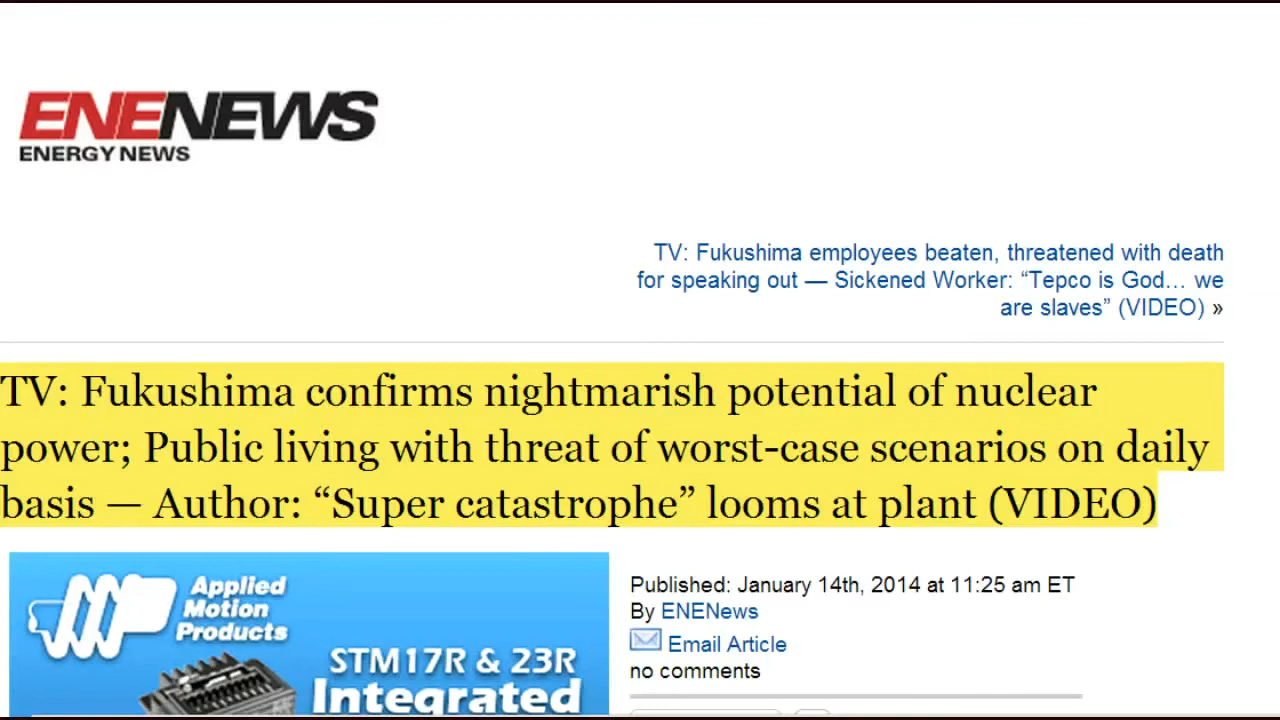 ENENEWS
ENERGY NEWS
TV: Fukushima employees beaten, threatened with death
for speaking out — Sickened Worker: “Tepco is God… we
are slaves” (VIDEO) »
TV: Fukushima confirms nightmarish potential of nuclear
power; Public living with threat of worst-case scenarios on daily
basis — Author: “Super catastrophe” looms at plant (VIDEO)
Applied
Motion
Products
STM17R & 23R
Integrated
Published: January 14th, 2014 at 11:25 am ET
By ENENews
Email Article
no comments